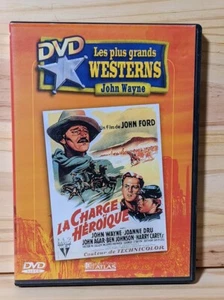 DVD
Les plus grands
WESTERNS
John Wayne
un film de JOHN FORD
LA CHARGE
HÉROÏQUE
JOHN WAYNE · JOANNE DRU
JOHN AGAR · BEN JOHNSON · HARRY CAREY Jr
Couleur de TECHNICOLOR
DVD
ATLAS